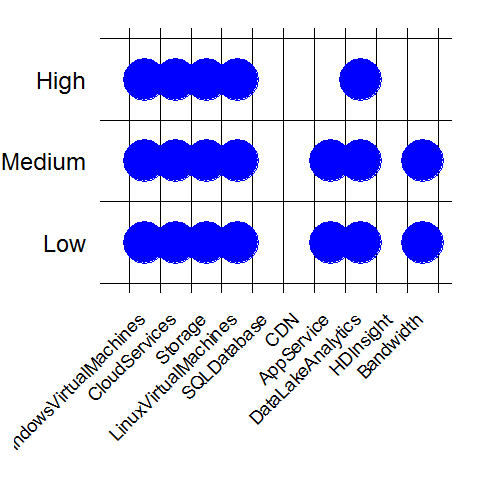 High
Medium
Low
ndowsVirtualMachines
CloudServices
Storage
LinuxVirtualMachines
SQLDatabase
CDN
AppService
DataLakeAnalytics
HDInsight
Bandwidth